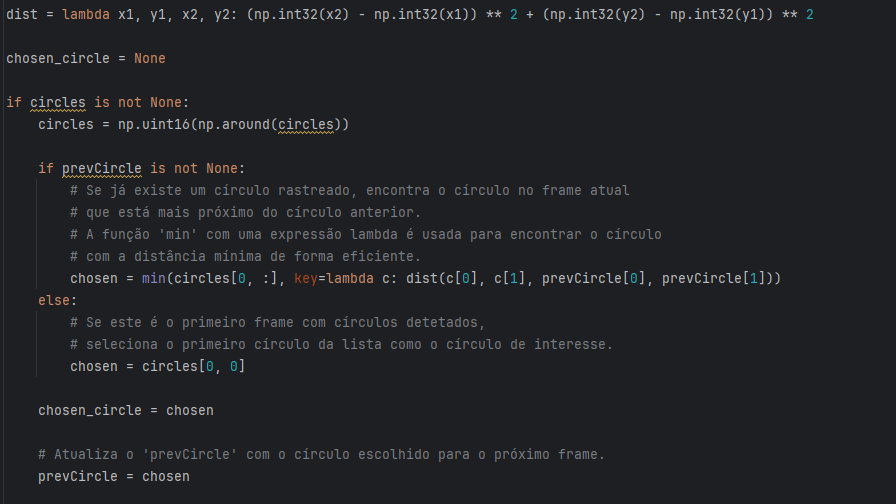 dist = lambda x1, y1, x2, y2: (np.int32(x2) - np.int32(x1)) ** 2 + (np.int32(y2) - np.int32(y1)) ** 2
chosen_circle = None
if circles is not None:
    circles = np.uint16(np.around(circles))
    if prevCircle is not None:
        # Se já existe um círculo rastreado, encontra o círculo no frame atual
        # que está mais próximo do círculo anterior.
        # A função 'min' com uma expressão lambda é usada para encontrar o círculo
        # com a distância mínima de forma eficiente.
        chosen = min(circles[0, :], key=lambda c: dist(c[0], c[1], prevCircle[0], prevCircle[1]))
    else:
        # Se este é o primeiro frame com círculos detetados,
        # seleciona o primeiro círculo da lista como o círculo de interesse.
        chosen = circles[0, 0]
    chosen_circle = chosen
    # Atualiza o 'prevCircle' com o círculo escolhido para o próximo frame.
    prevCircle = chosen